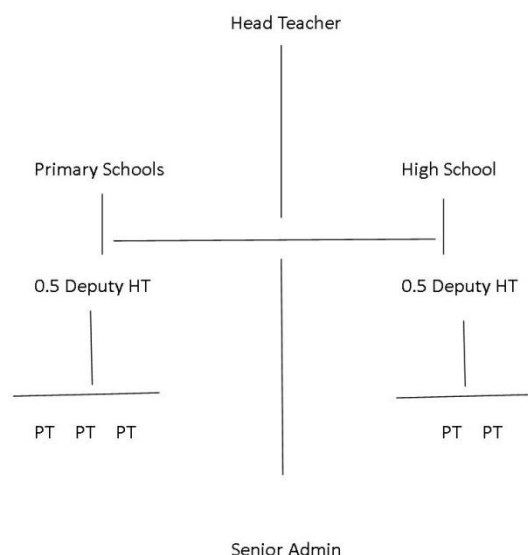 Head Teacher
Primary Schools High School
0.5 Deputy HT 0.5 Deputy HT
PT PT PT PT PT
Senior Admin